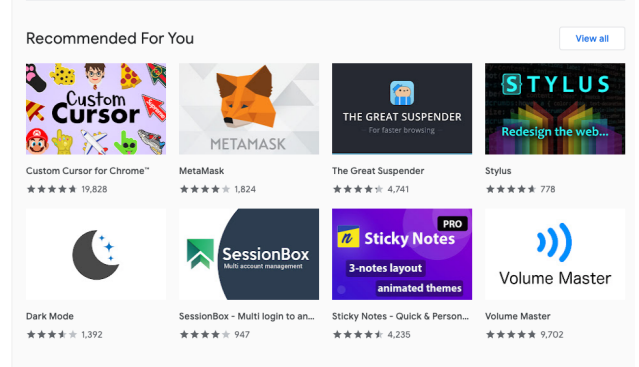 Recommended For You
View all
Custom
Cursor
METAMASK
THE GREAT SUSPENDER
For faster browsing
STYLUS
Redesign the web...
Custom Cursor for Chrome™
MetaMask
The Great Suspender
Stylus
19,828
1,824
4,741
778
SessionBox
Multi account management
PRO
n Sticky Notes
3-notes layout
animated themes
Volume Master
Dark Mode
SessionBox - Multi login to an...
Sticky Notes - Quick & Person...
Volume Master
1,392
947
4,235
9,702